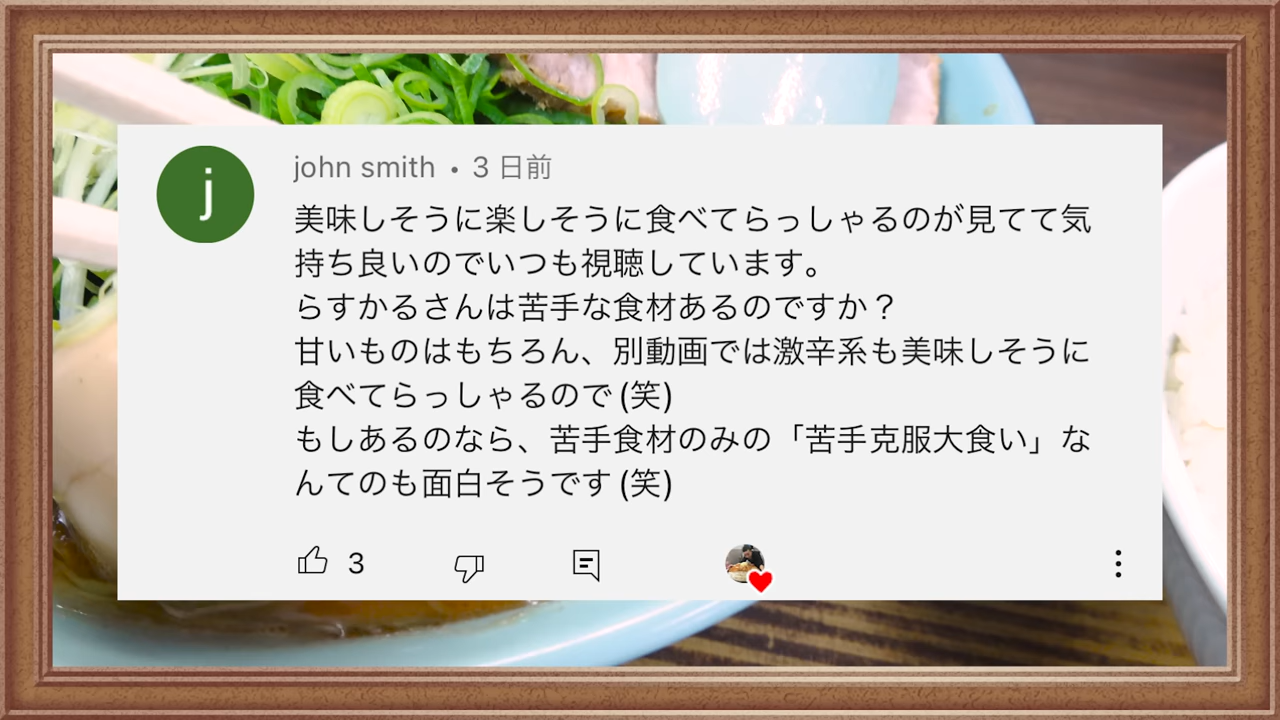 j
john smith • 3 日前
美味しそうに楽しそうに食べてらっしゃるのが見てて気
持ち良いのでいつも視聴しています。
らすかるさんは苦手な食材あるのですか？
甘いものはもちろん、別動画では激辛系も美味しそうに
食べてらっしゃるので (笑)
もしあるのなら、苦手食材のみの「苦手克服大食い」な
んてのも面白そうです (笑)
3